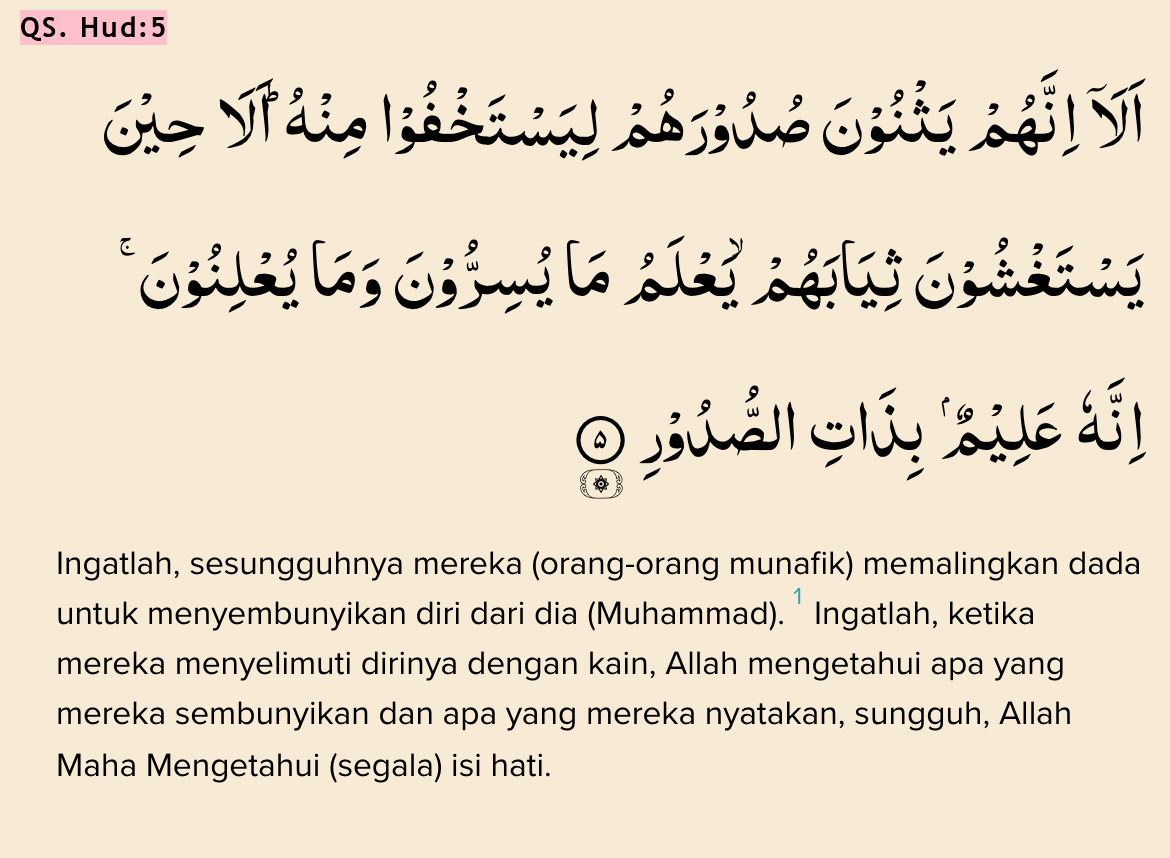 QS. Hud:5
اَلَآ اِنَّهُمْ يَثْنُوْنَ صُدُوْرَهُمْ لِيَسْتَخْفُوْا مِنْهُۗ اَلَا حِيْنَ
يَسْتَغْشُوْنَ ثِيَابَهُمْ ۙيَعْلَمُ مَا يُسِرُّوْنَ وَمَا يُعْلِنُوْنَۚ
اِنَّهٗ عَلِيْمٌ ۢ بِذَاتِ الصُّدُوْرِ ۵
Ingatlah, sesungguhnya mereka (orang-orang munafik) memalingkan dada
untuk menyembunyikan diri dari dia (Muhammad). 1 Ingatlah, ketika
mereka menyelimuti dirinya dengan kain, Allah mengetahui apa yang
mereka sembunyikan dan apa yang mereka nyatakan, sungguh, Allah
Maha Mengetahui (segala) isi hati.